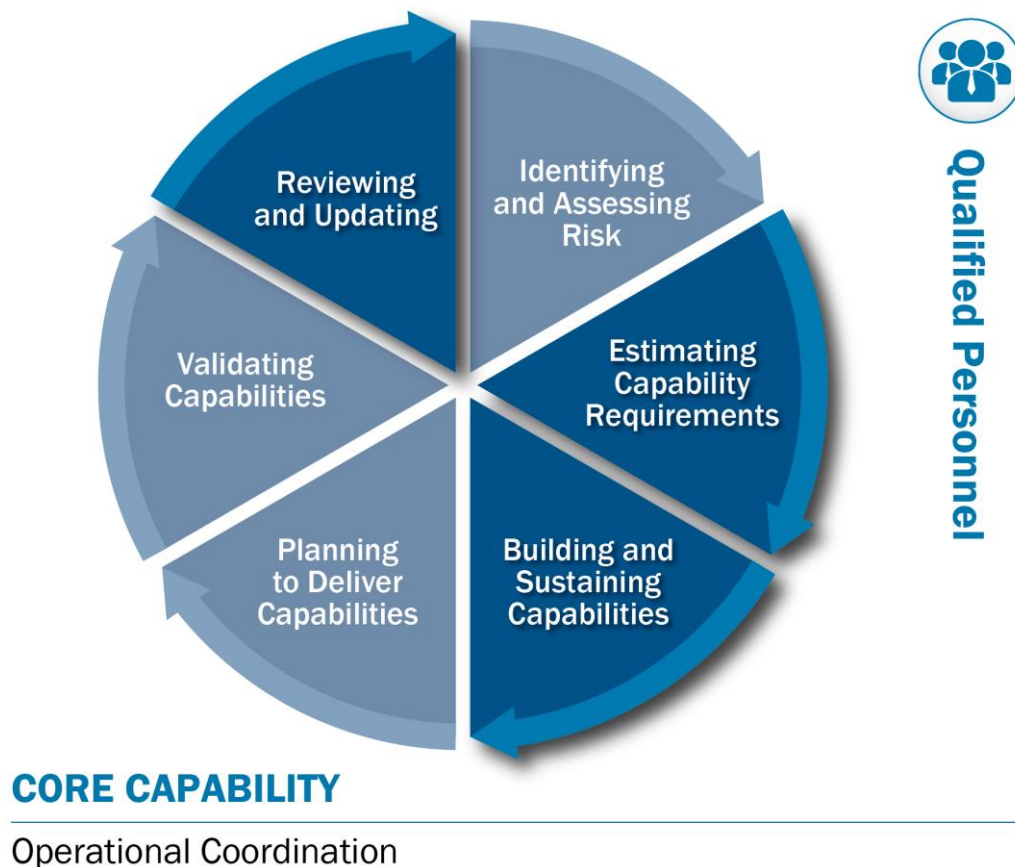 Reviewing
and Updating
Identifying
and Assessing
Risk
Estimating
Capability
Requirements
Building and
Sustaining
Capabilities
Planning
to Deliver
Capabilities
Validating
Capabilities
Qualified Personnel
CORE CAPABILITY
Operational Coordination